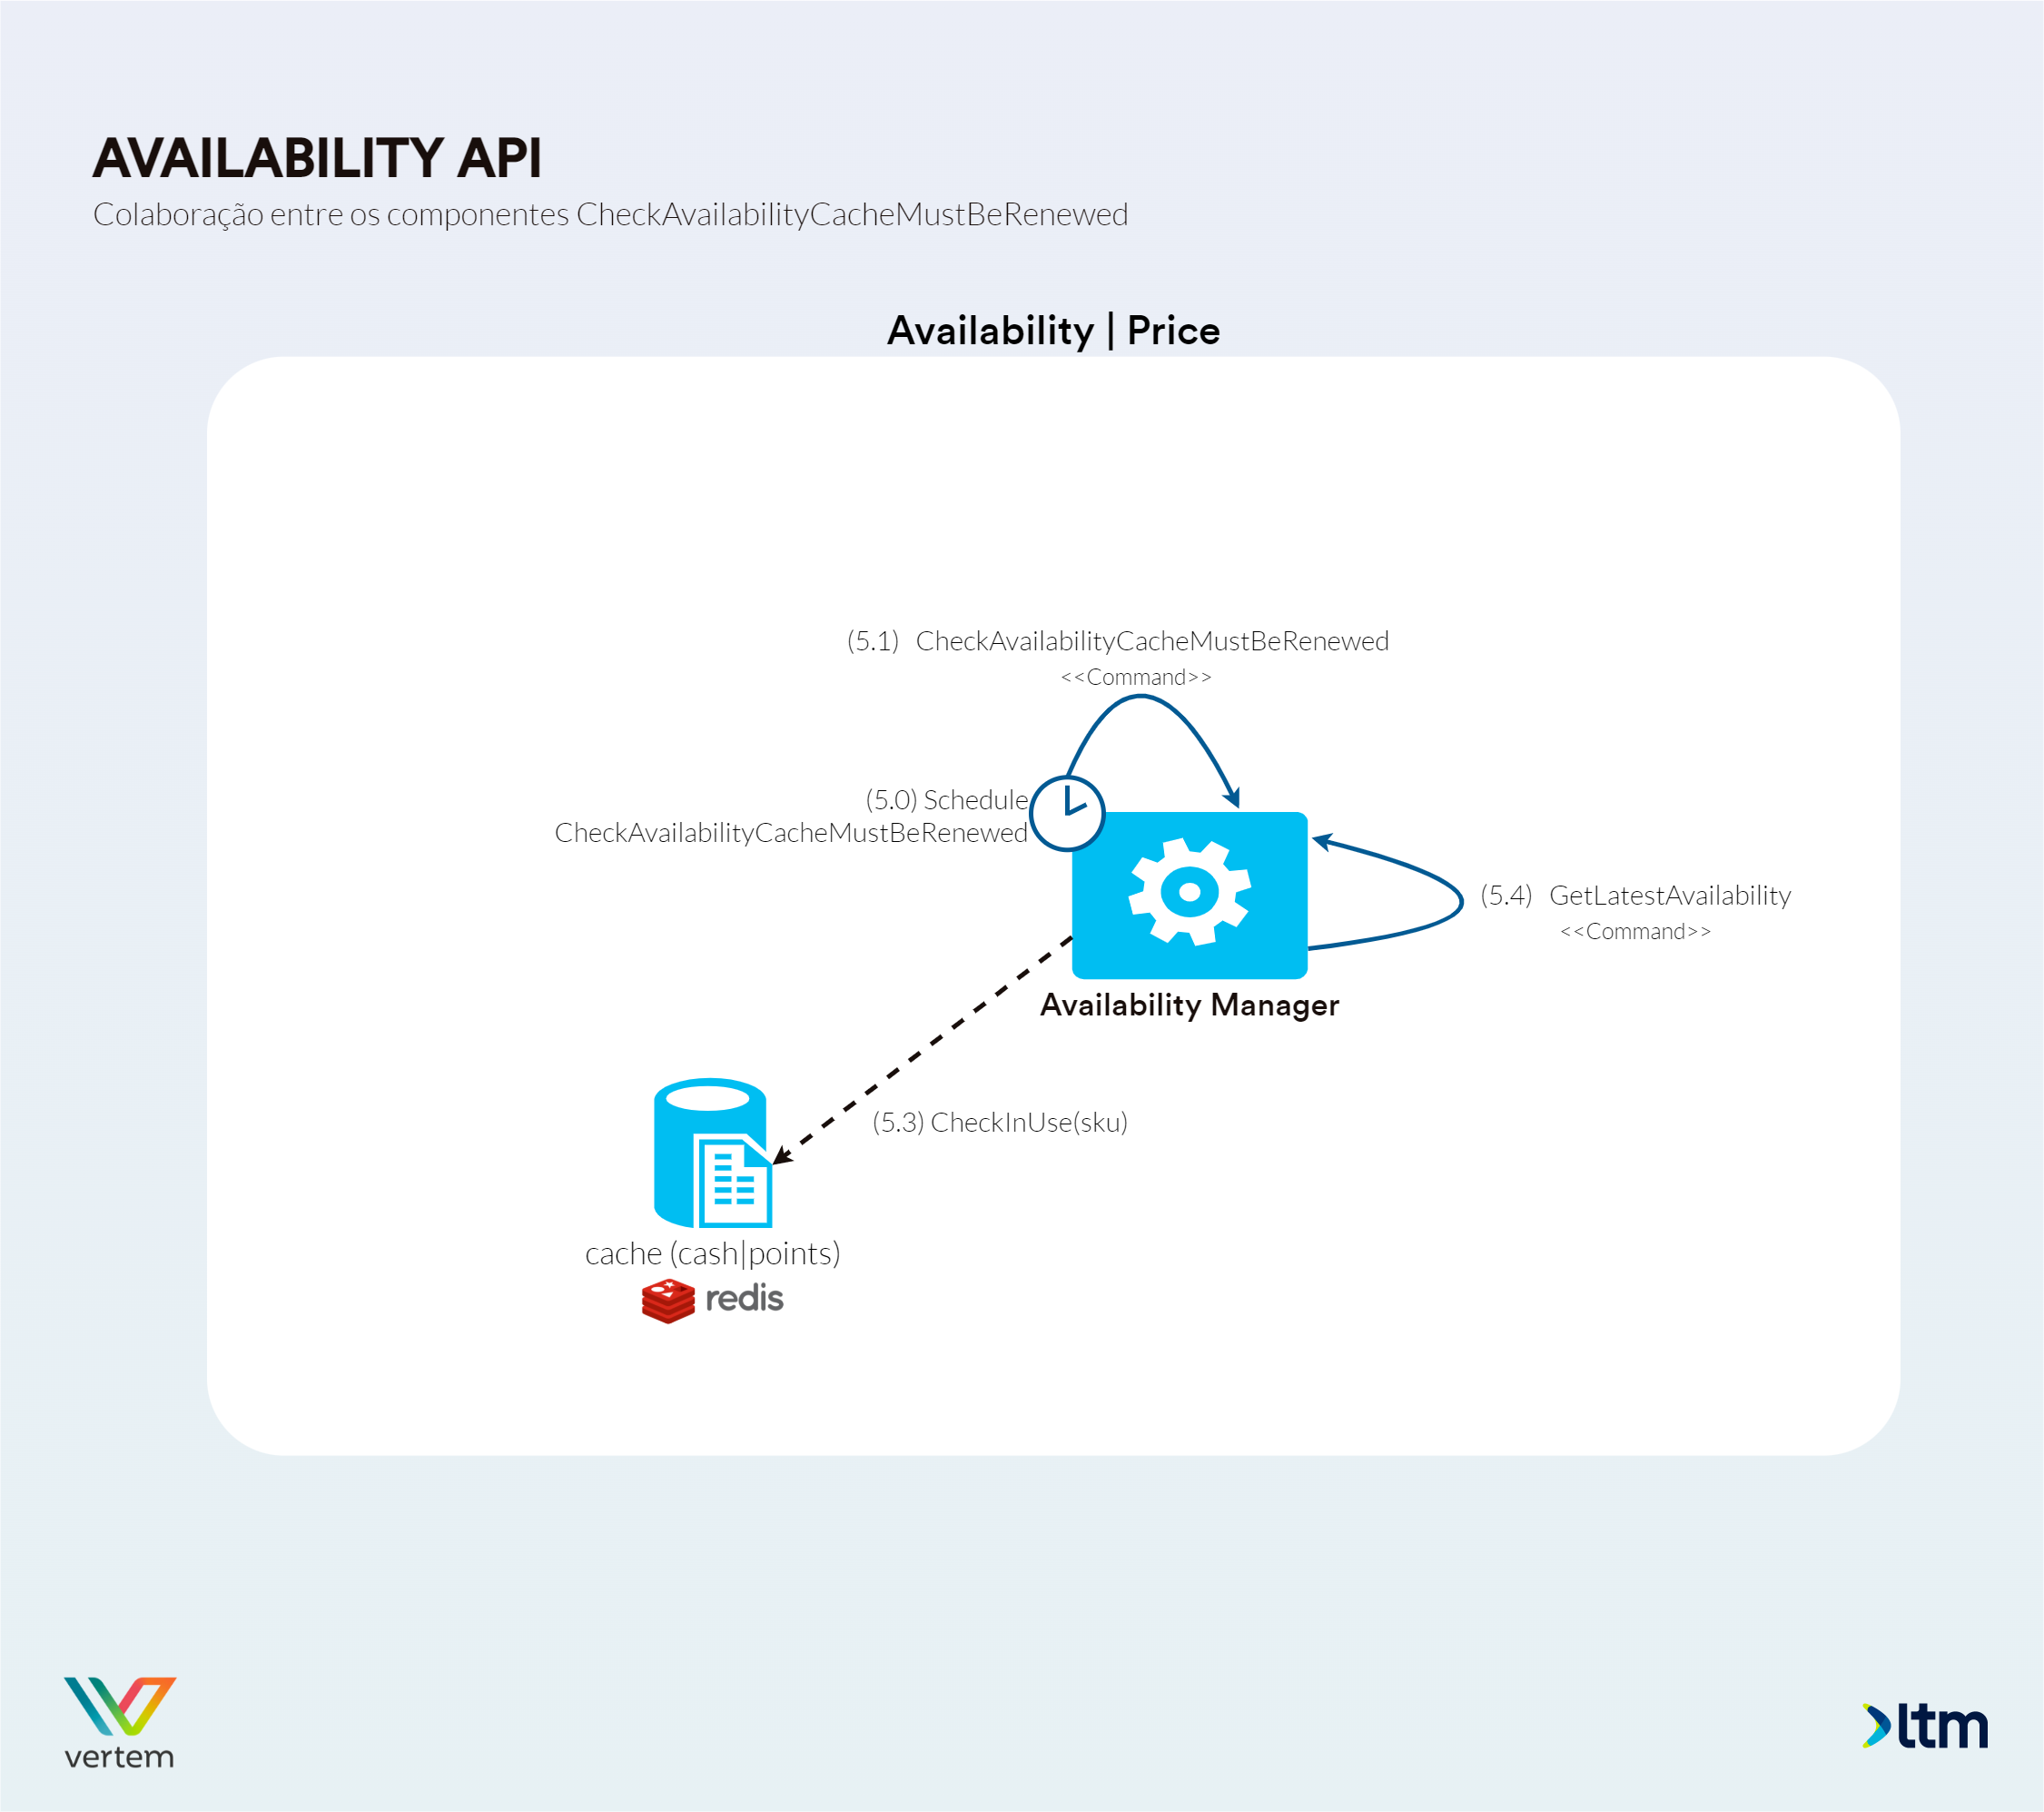 AVAILABILITY API
Colaboração entre os componentes CheckAvailabilityCacheMustBeRenewed
Availability | Price
(5.1) CheckAvailabilityCacheMustBeRenewed
<<Command>>
(5.0) Schedule
CheckAvailabilityCacheMustBeRenewed
(5.4) GetLatestAvailability
<<Command>>
Availability Manager
(5.3) CheckInUse(sku)
cache (cash|points)
redis
vertem
ltm